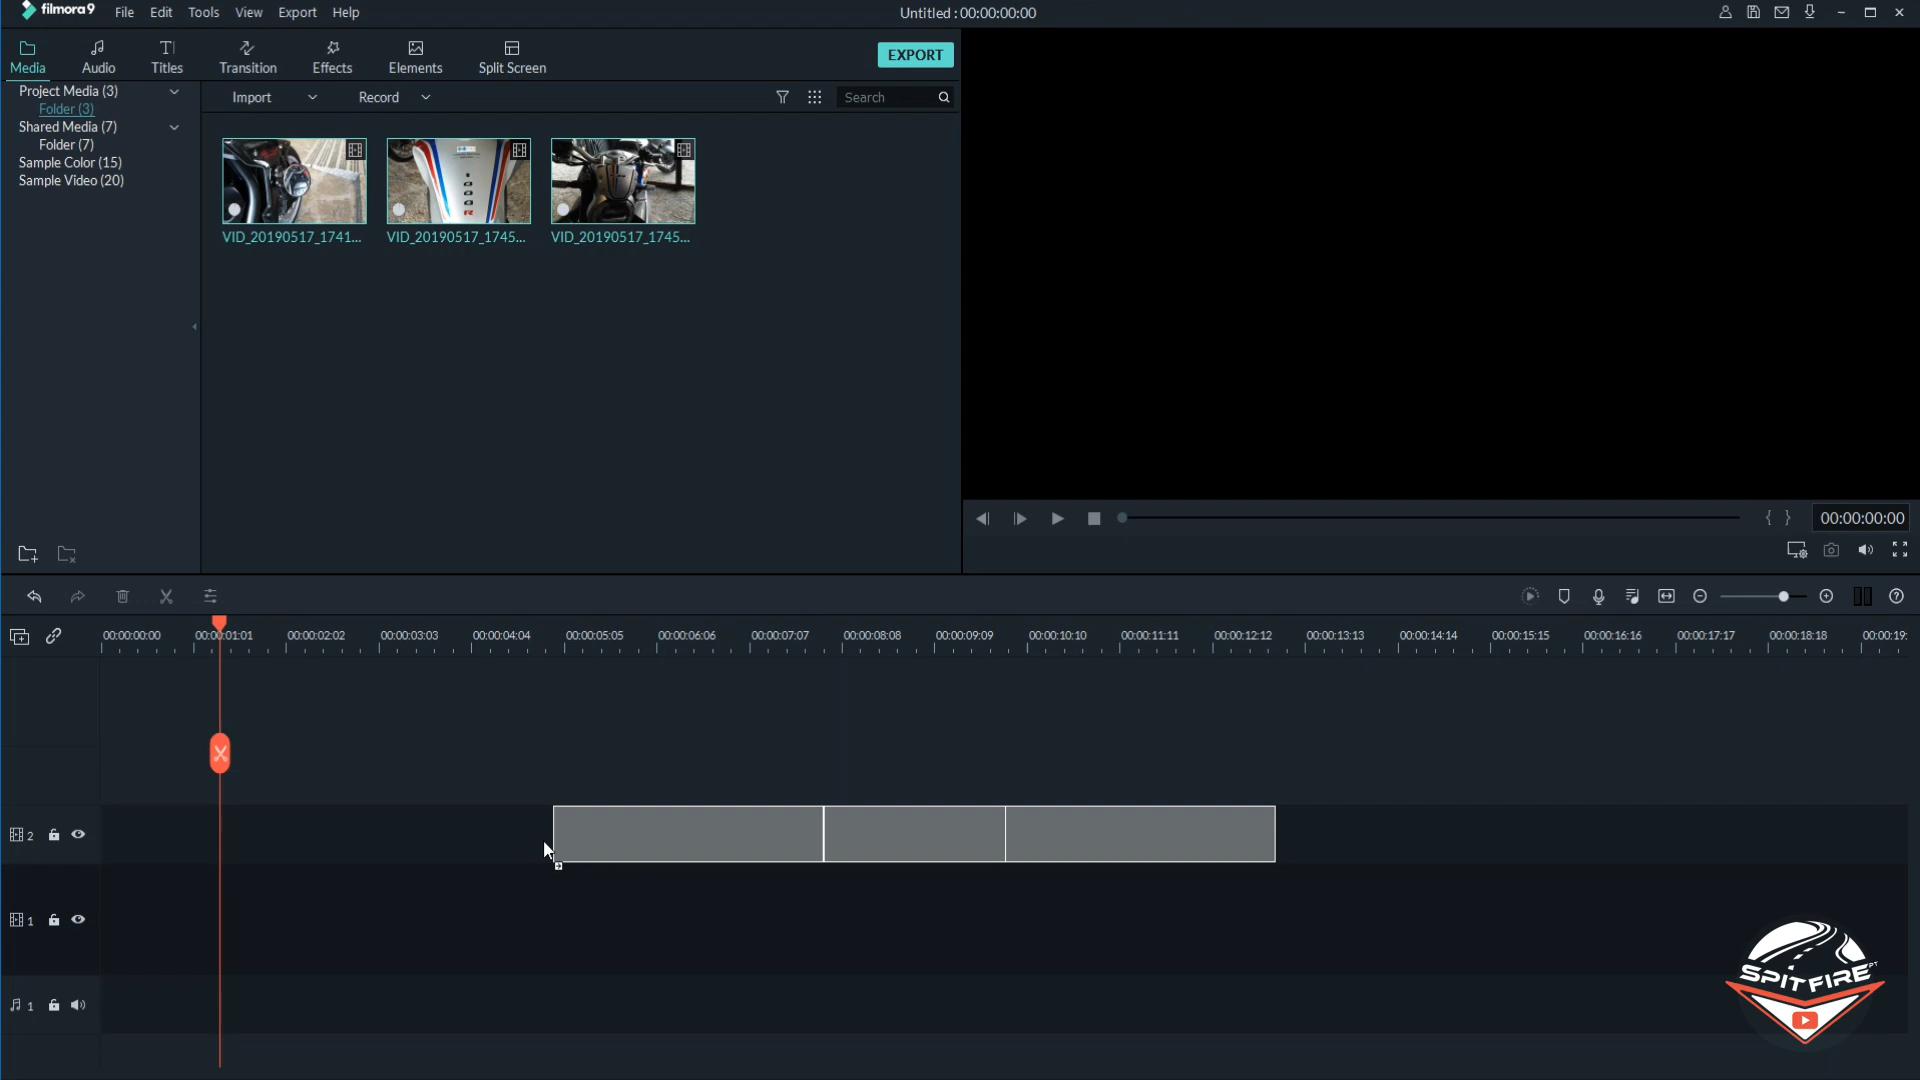 filmora9 File Edit Tools View Export Help Untitled : 00:00:00:00
Media Audio Titles Transition Effects Elements Split Screen EXPORT
Project Media (3) Import Record Search
Folder (3)
Shared Media (7)
Folder (7)
Sample Color (15)
Sample Video (20)
VID_20190517_1741... VID_20190517_1745... VID_20190517_1745...
1000R
00:00:00:00
00:00:00:00 00:00:01:01 00:00:02:02 00:00:03:03 00:00:04:04 00:00:05:05 00:00:06:06 00:00:07:07 00:00:08:08 00:00:09:09 00:00:10:10 00:00:11:11 00:00:12:12 00:00:13:13 00:00:14:14 00:00:15:15 00:00:16:16 00:00:17:17 00:00:18:18 00:00:19:
2
1
1
SPITFIRE PT